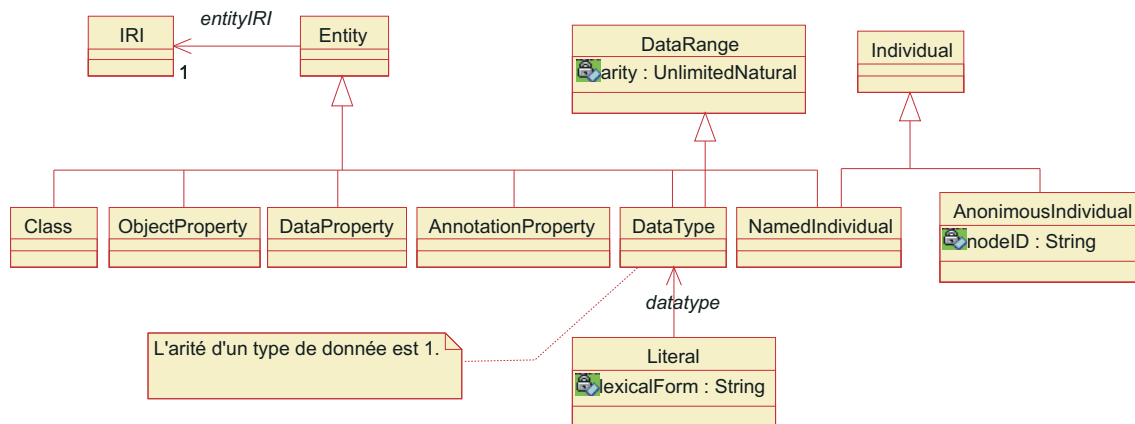 entityIRI
IRI
Entity
1
DataRange
arity : UnlimitedNatural
Individual
Class
ObjectProperty
DataProperty
AnnotationProperty
DataType
NamedIndividual
AnonimousIndividual
nodeID : String
datatype
L'arité d'un type de donnée est 1.
Literal
lexicalForm : String